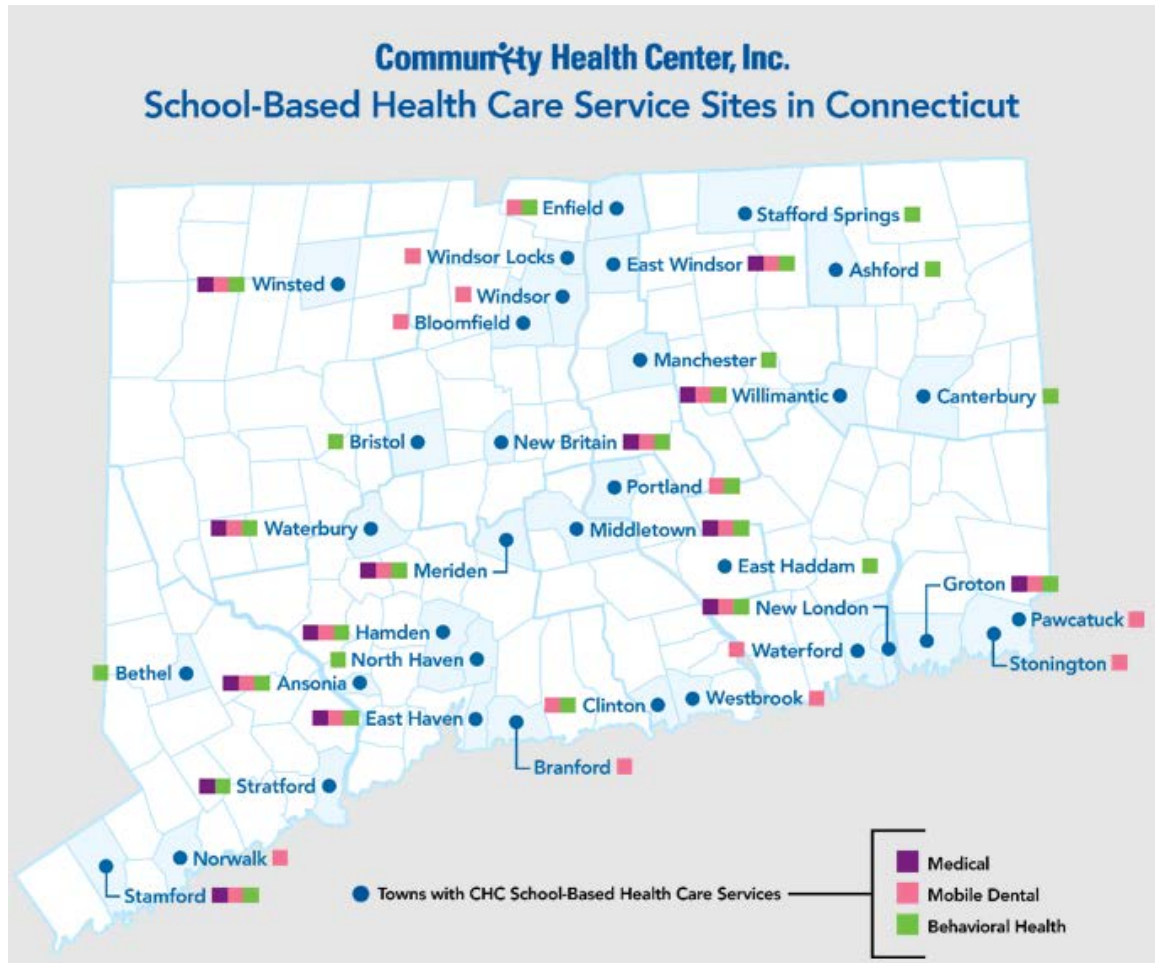 Community Health Center, Inc.
School-Based Health Care Service Sites in Connecticut
Enfield
Stafford Springs
Windsor Locks
East Windsor
Ashford
Winsted
Windsor
Bloomfield
Manchester
Willimantic
Canterbury
Bristol
New Britain
Portland
Waterbury
Middletown
Meriden
East Haddam
Groton
New London
Pawcatuck
Hamden
Waterford
Stonington
North Haven
Bethel
Ansonia
Westbrook
Clinton
East Haven
Branford
Stratford
Norwalk
Stamford
Towns with CHC School-Based Health Care Services
Medical
Mobile Dental
Behavioral Health